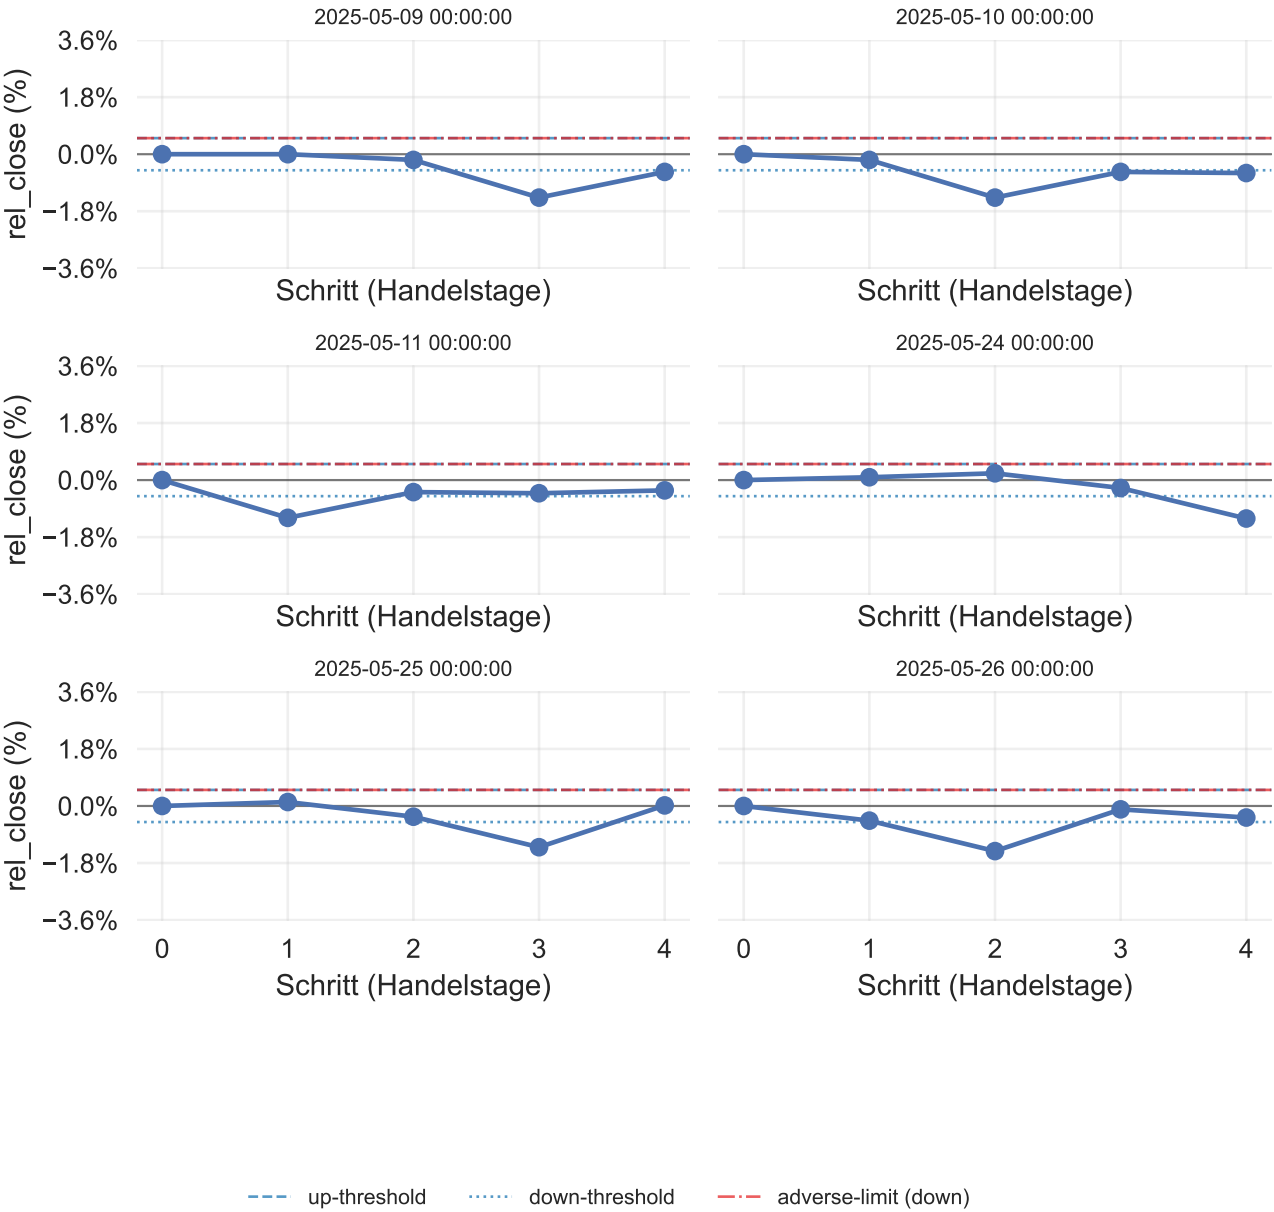 2025-05-09 00:00:00
2025-05-10 00:00:00
rel_close (%)
3.6%
1.8%
0.0%
−1.8%
−3.6%
Schritt (Handelstage)
Schritt (Handelstage)
2025-05-11 00:00:00
2025-05-24 00:00:00
rel_close (%)
3.6%
1.8%
0.0%
−1.8%
−3.6%
Schritt (Handelstage)
Schritt (Handelstage)
2025-05-25 00:00:00
2025-05-26 00:00:00
rel_close (%)
3.6%
1.8%
0.0%
−1.8%
−3.6%
0 1 2 3 4
0 1 2 3 4
Schritt (Handelstage)
Schritt (Handelstage)
up-threshold
down-threshold
adverse-limit (down)